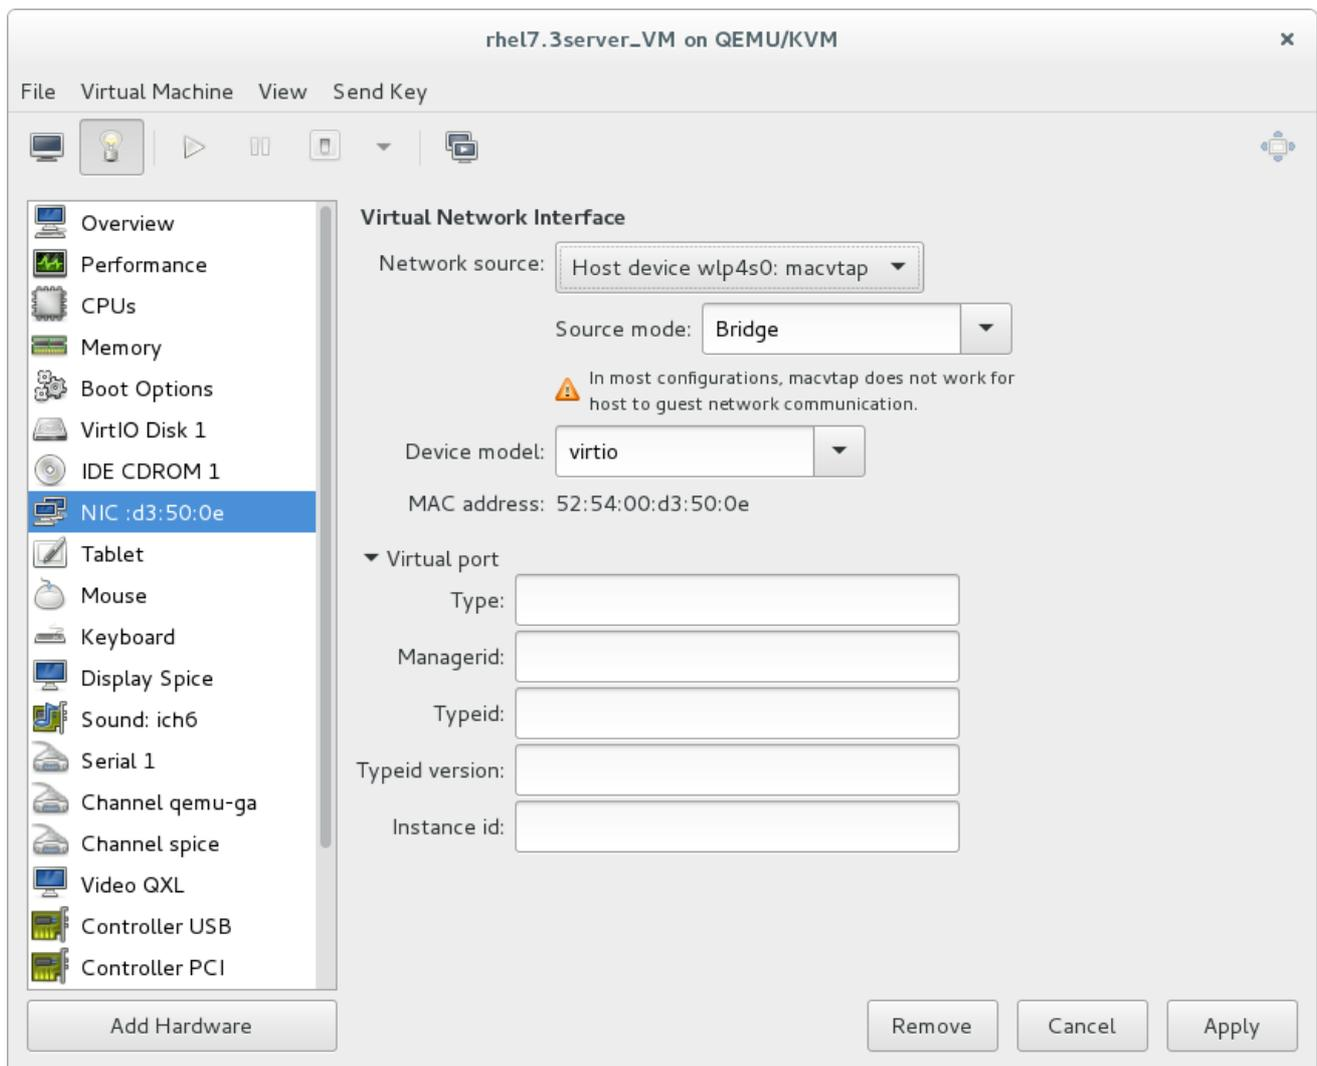 rhel7.3server_VM on QEMU/KVM
File Virtual Machine View Send Key
Overview
Performance
CPUs
Memory
Boot Options
VirtIO Disk 1
IDE CDROM 1
NIC :d3:50:0e
Tablet
Mouse
Keyboard
Display Spice
Sound: ich6
Serial 1
Channel qemu-ga
Channel spice
Video QXL
Controller USB
Controller PCI
Add Hardware
Virtual Network Interface
Network source: Host device wlp4s0: macvtap
Source mode: Bridge
In most configurations, macvtap does not work for
host to guest network communication.
Device model: virtio
MAC address: 52:54:00:d3:50:0e
Virtual port
Type:
Managerid:
Typeid:
Typeid version:
Instance id:
Remove Cancel Apply